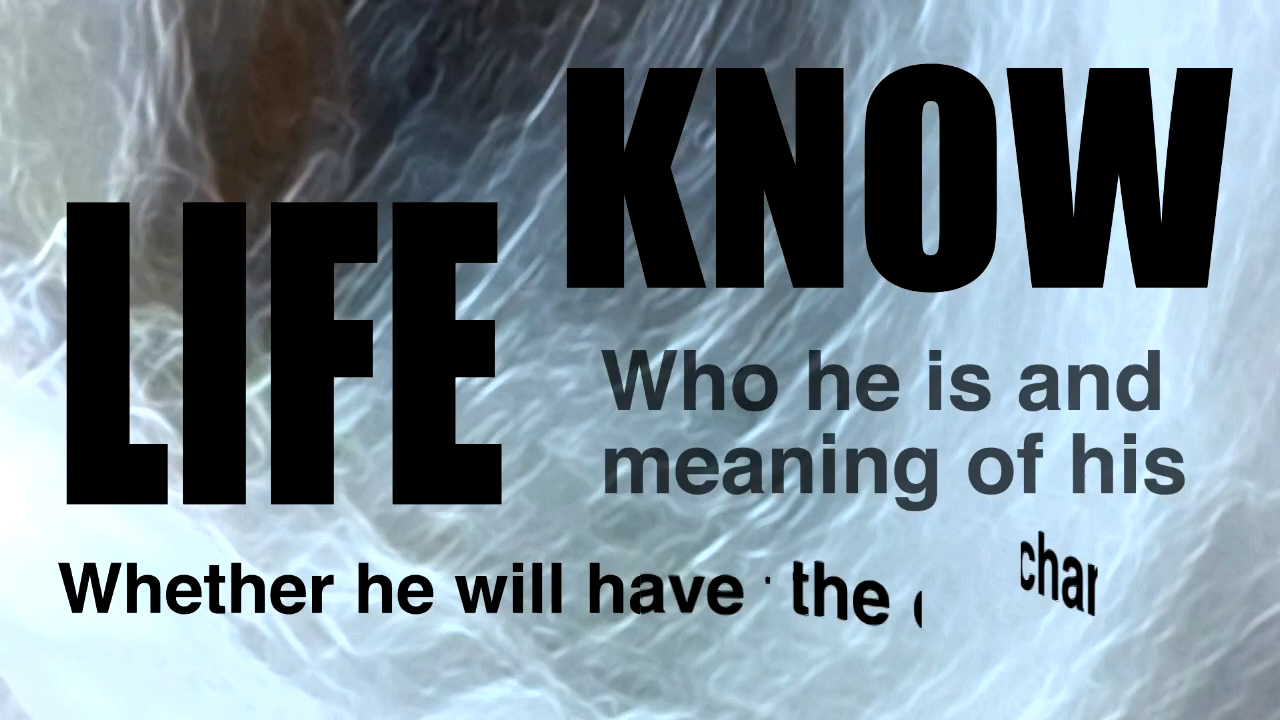 KNOW
LIFE
Who he is and
meaning of his
Whether he will have the